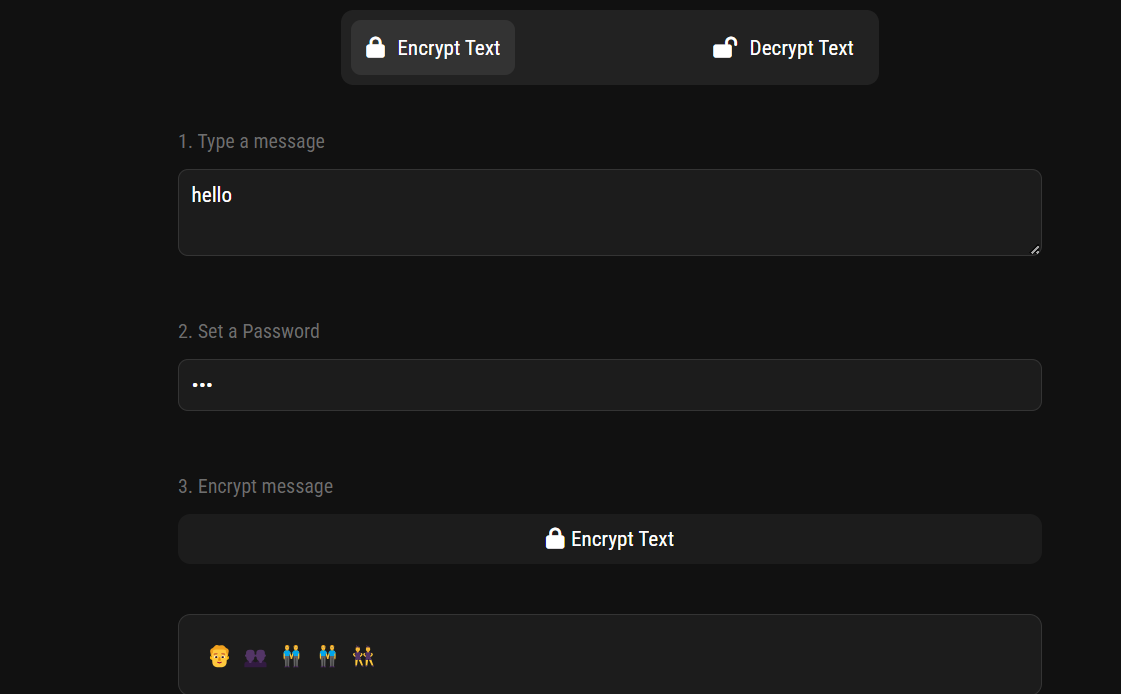 Encrypt Text Decrypt Text
1. Type a message
hello
2. Set a Password
•••
3. Encrypt message
Encrypt Text